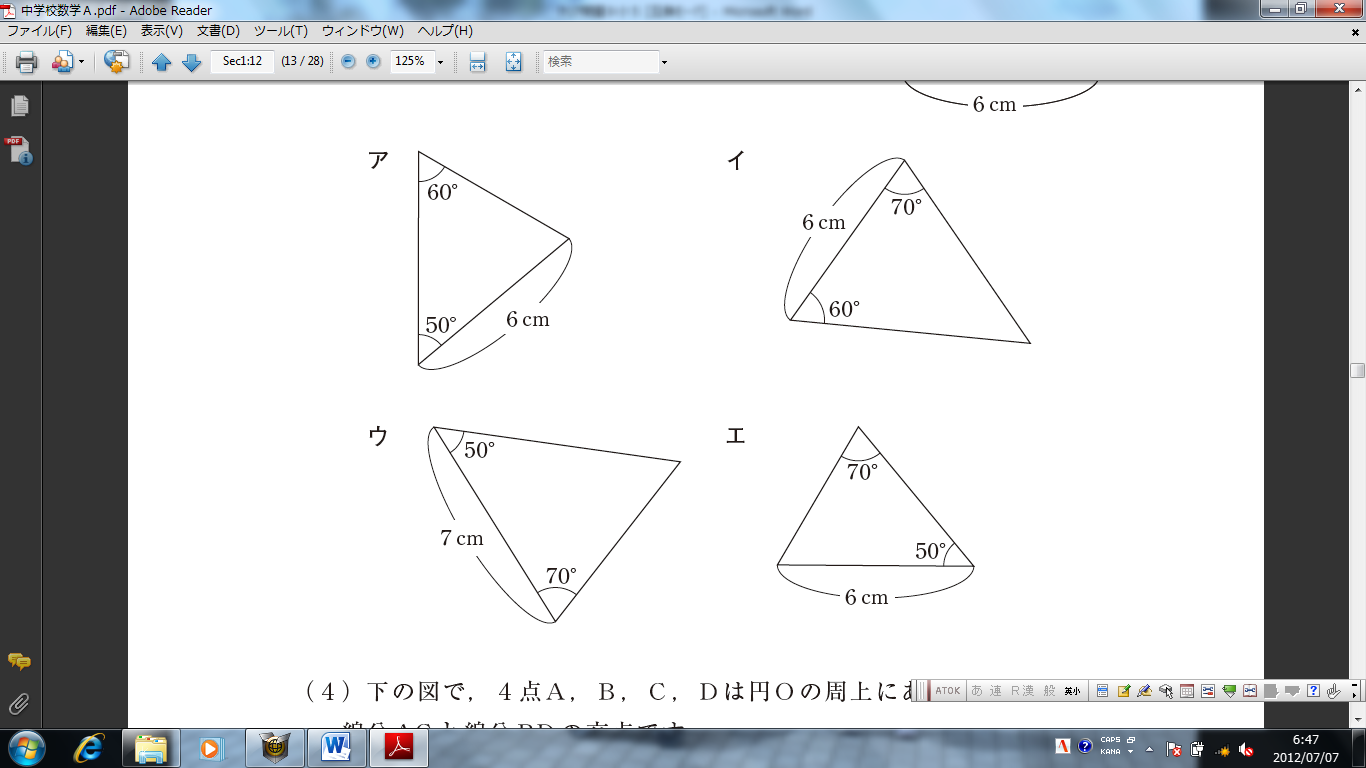 中学校数学Ａ.pdf - Adobe Reader
ファイル(F) 編集(E) 表示(V) 文書(D) ツール(T) ウィンドウ(W) ヘルプ(H)
Sec1:12 (13 / 28) 125% 検索
6 cm
ア
60°
50°
6 cm
イ
6 cm
70°
60°
ウ
50°
7 cm
70°
エ
70°
50°
6 cm
（４）下の図で，４点Ａ，Ｂ，Ｃ，Ｄは円Ｏの周上に
ATOK あ 連 R漢 般 英小
CAPS
KANA
6:47
2012/07/07